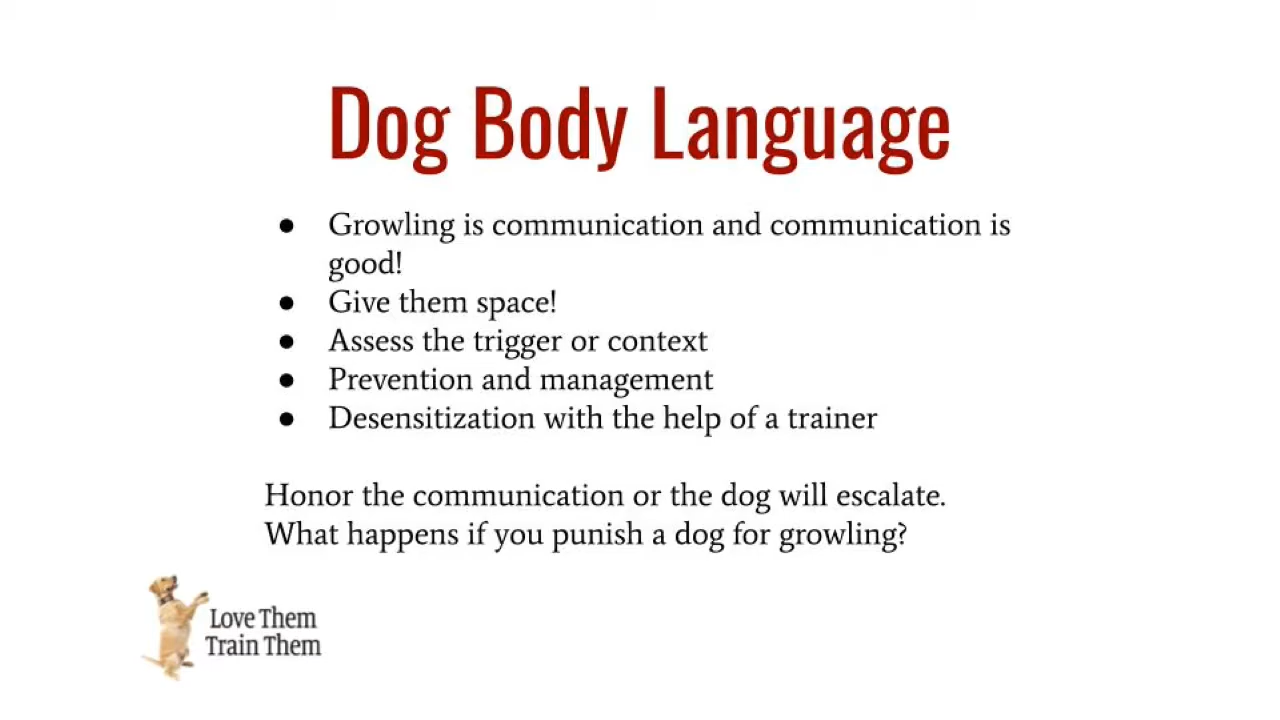 Dog Body Language
● Growling is communication and communication is
good!
● Give them space!
● Assess the trigger or context
● Prevention and management
● Desensitization with the help of a trainer
Honor the communication or the dog will escalate.
What happens if you punish a dog for growling?
Love Them
Train Them